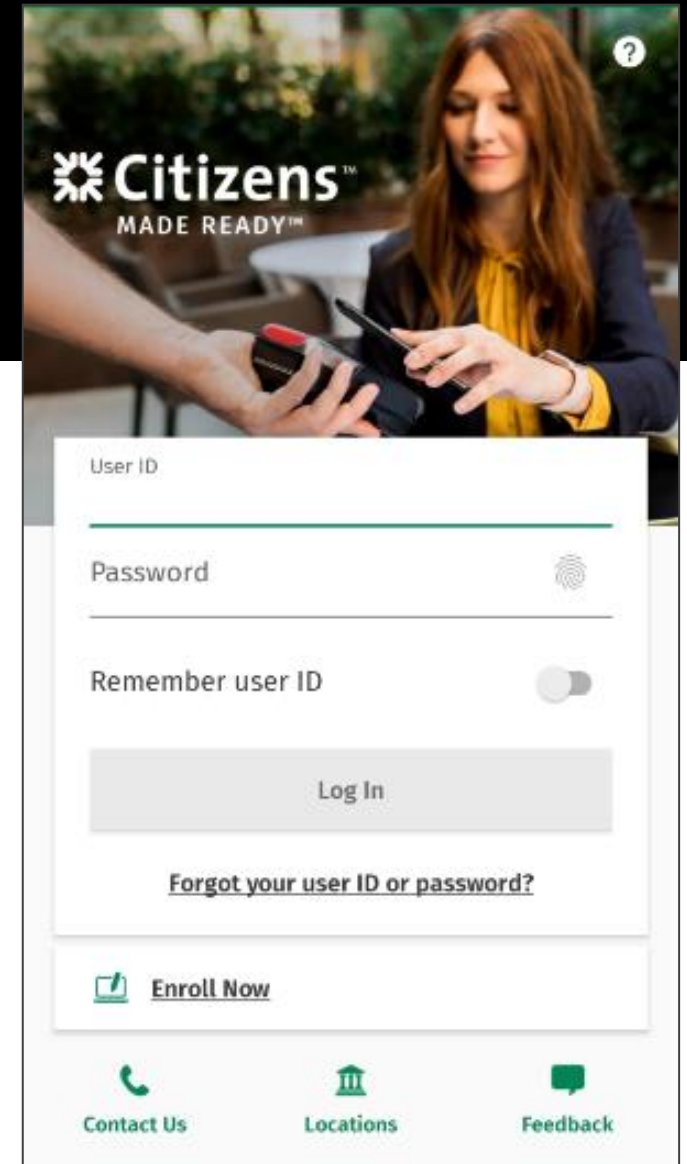 ?
Citizens™
MADE READY™
User ID
Password
Remember user ID
Log In
Forgot your user ID or password?
Enroll Now
Contact Us
Locations
Feedback